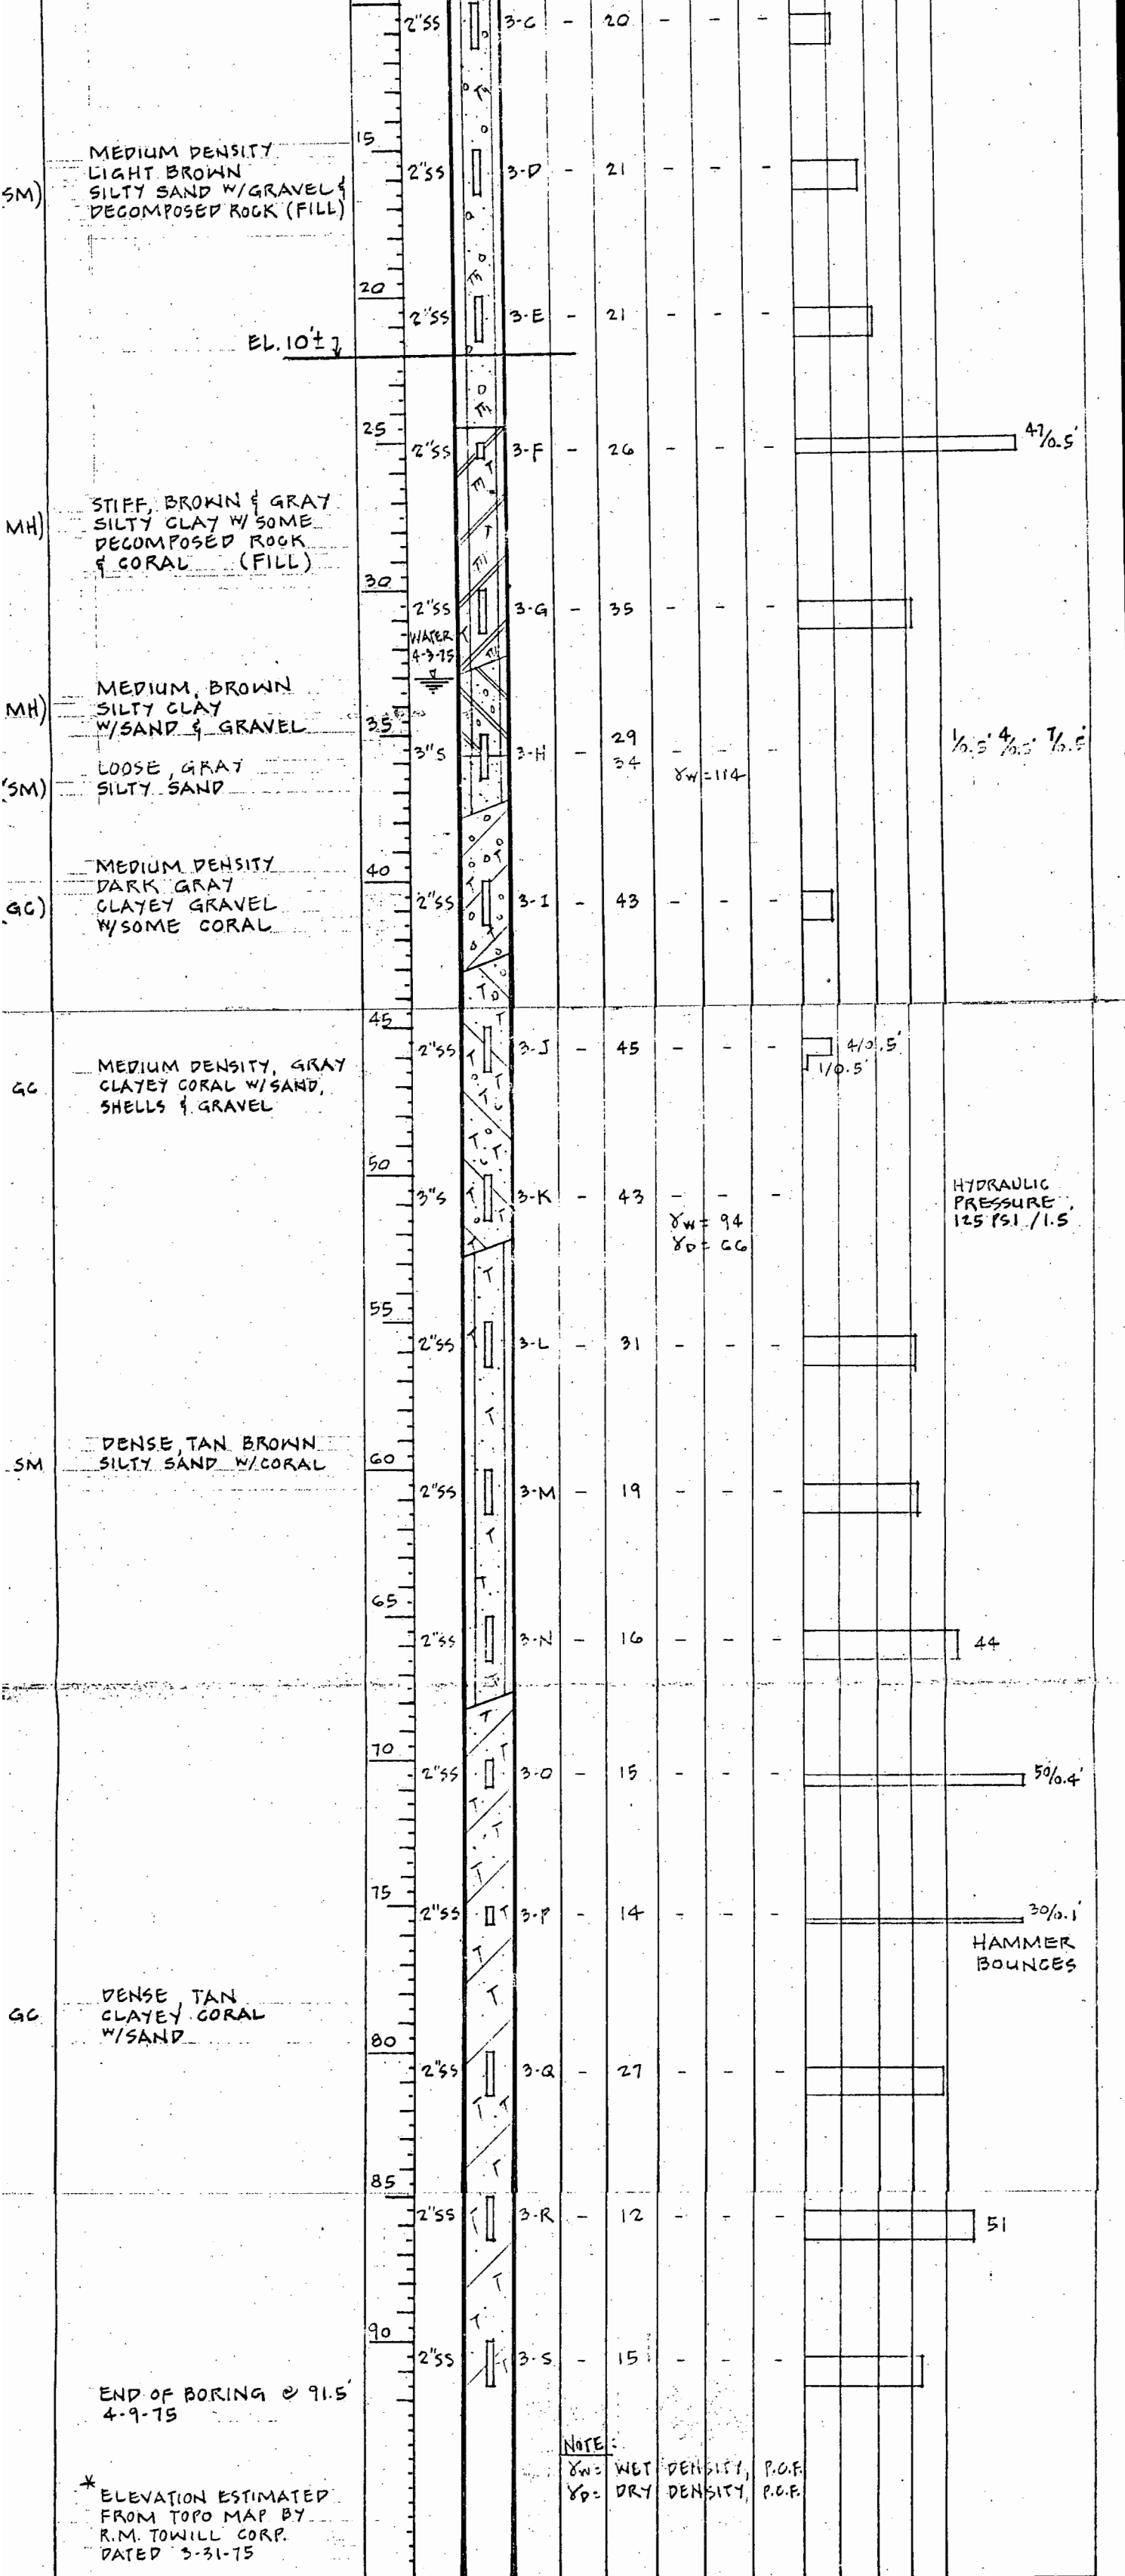 2"SS 3-C - 20 - - -
15
MEDIUM DENSITY
LIGHT BROWN
SM) SILTY SAND W/GRAVEL &
DECOMPOSED ROCK (FILL)
2"SS 3-D - 21 - - -
20
2"SS 3-E - 21 - - -
EL. 10'±
25
2"SS 3-F - 26 - - - 47/0.5'
STIFF, BROWN & GRAY
MH) SILTY CLAY W/ SOME
DECOMPOSED ROCK
& CORAL (FILL)
30
2"SS 3-G - 35 - - -
WATER
4-3-75
MEDIUM, BROWN
MH) SILTY CLAY
W/SAND & GRAVEL
35
3"S 3-H - 29 - - - 1/0.5' 4/0.5' 7/0.5'
34 γW=114
LOOSE, GRAY
(SM) SILTY SAND
MEDIUM DENSITY
DARK GRAY
GC) CLAYEY GRAVEL
W/SOME CORAL
40
2"SS 3-I - 43 - - -
45
2"SS 3-J - 45 - - - 4/0.5'
1/0.5'
MEDIUM DENSITY, GRAY
GC CLAYEY CORAL W/SAND,
SHELLS & GRAVEL
50
3"S 3-K - 43 - - -
γW= 94
γD= 66
HYDRAULIC
PRESSURE
125 PSI /1.5
55
2"SS 3-L - 31 - - -
DENSE, TAN BROWN
SM SILTY SAND W/CORAL
60
2"SS 3-M - 19 - - -
65
2"SS 3-N - 16 - - - 44
70
2"SS 3-O - 15 - - - 50/0.4'
75
2"SS 3-P - 14 - - - 30/0.1'
HAMMER
BOUNCES
DENSE, TAN
GC CLAYEY CORAL
W/SAND
80
2"SS 3-Q - 27 - - -
85
2"SS 3-R - 12 - - - 51
90
2"SS 3-S - 15 - - -
END OF BORING @ 91.5'
4-9-75
NOTE:
γW= WET DENSITY, P.C.F.
γD= DRY DENSITY, P.C.F.
* ELEVATION ESTIMATED
FROM TOPO MAP BY
R.M. TOWILL CORP.
DATED 3-31-75